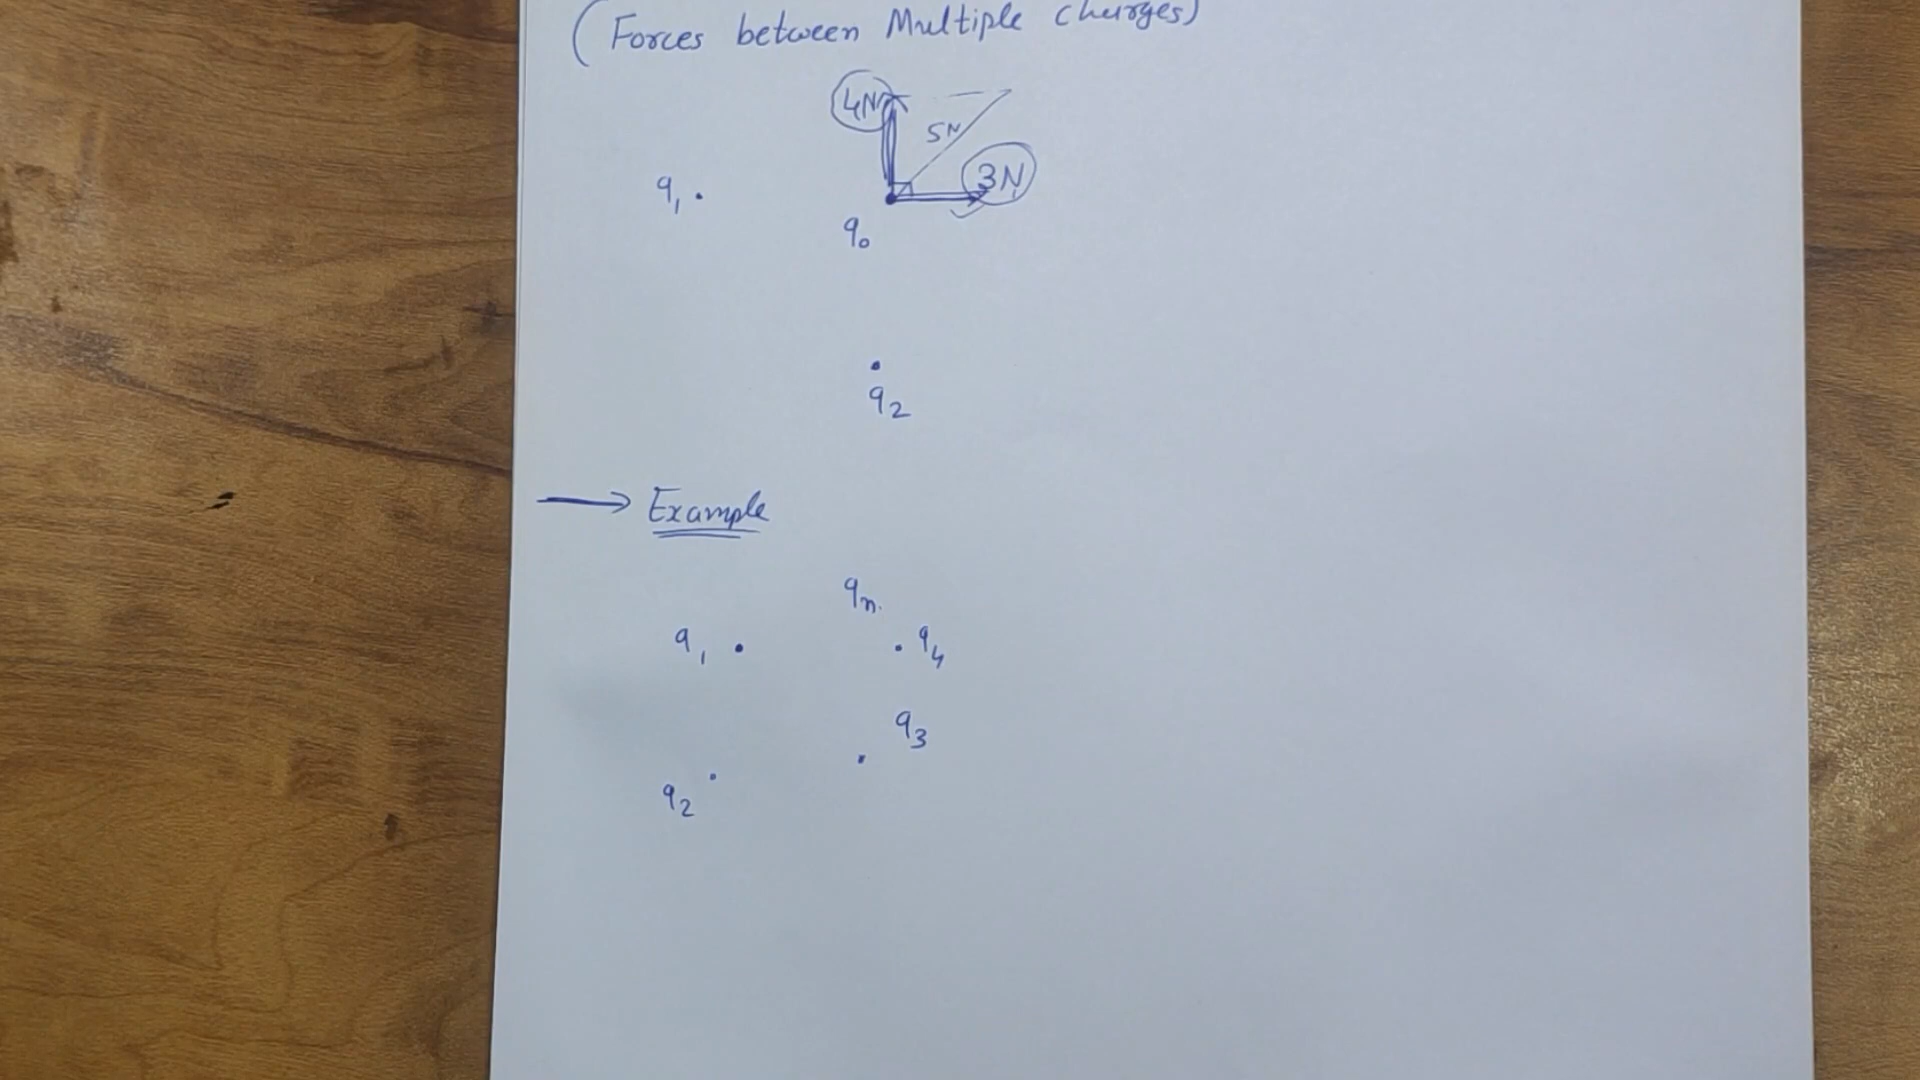 (Forces between Multiple charges)
4N
5N
3N
q1
q0
q2
→ Example
qn
q1
q4
q3
q2